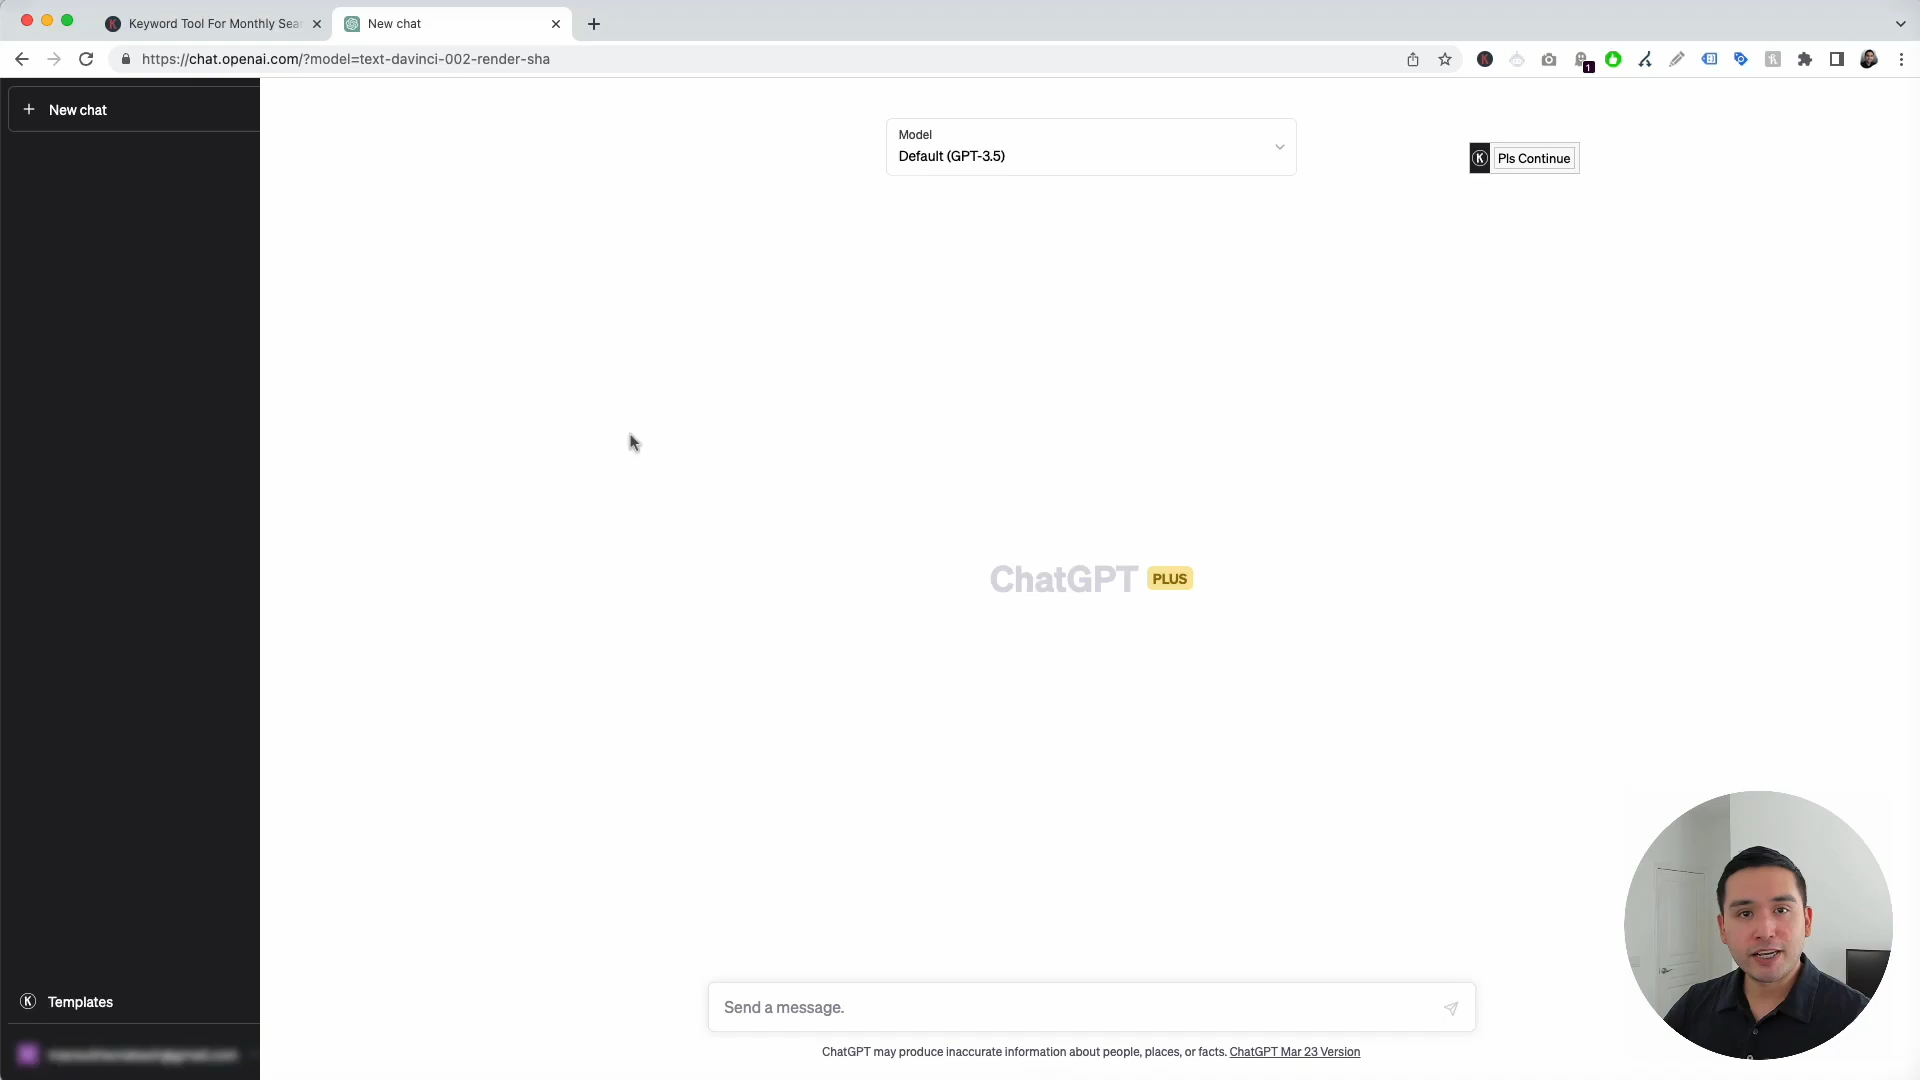 Keyword Tool For Monthly Sear
New chat
https://chat.openai.com/?model=text-davinci-002-render-sha
1
New chat
Model
Default (GPT-3.5)
K
Pls Continue
ChatGPT PLUS
K
Templates
Send a message.
ChatGPT may produce inaccurate information about people, places, or facts. ChatGPT Mar 23 Version